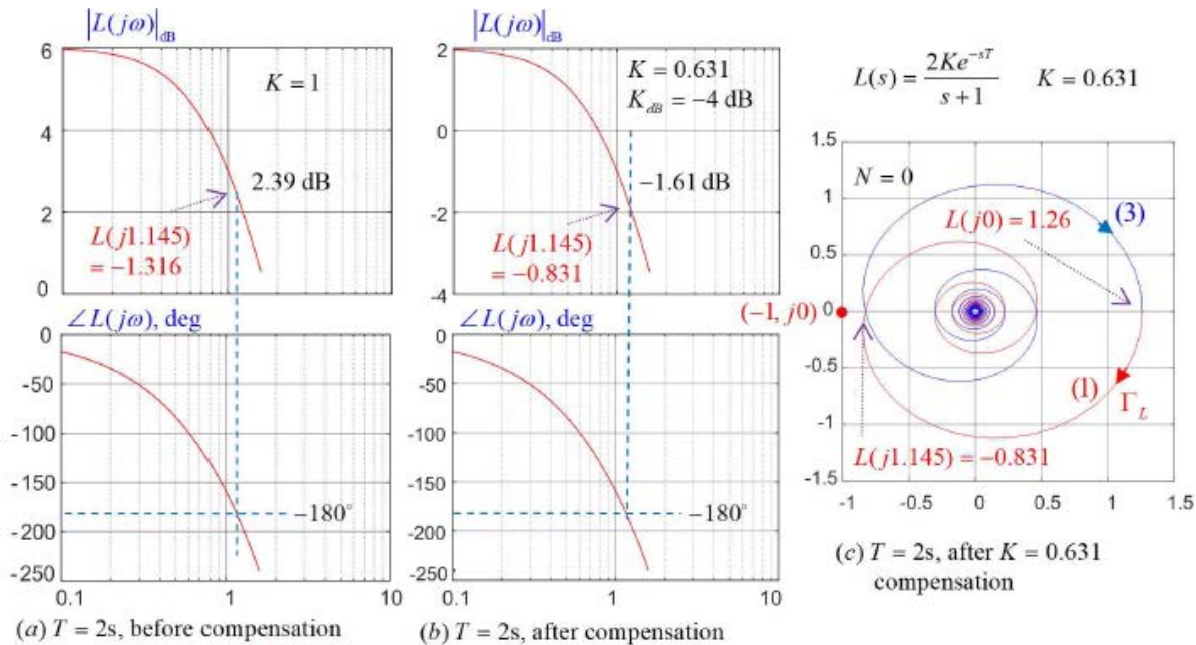 |L(jω)|dB
6
4
2
0
K = 1
2.39 dB
L(j1.145)
= −1.316
∠L(jω), deg
0
-50
-100
-150
-200
-250
−180°
0.1
1
10
(a) T = 2s, before compensation
|L(jω)|dB
2
0
-2
-4
K = 0.631
KdB = −4 dB
−1.61 dB
L(j1.145)
= −0.831
∠L(jω), deg
0
-50
-100
-150
-200
-250
−180°
0.1
1
10
(b) T = 2s, after compensation
L(s) = 2Ke^−sT / s + 1 K = 0.631
1.5
1
0.5
0
-0.5
-1
-1.5
N = 0
L(j0) = 1.26
(3)
(−1, j0)
(1)
ΓL
L(j1.145) = −0.831
-1
-0.5
0
0.5
1
1.5
(c) T = 2s, after K = 0.631
compensation